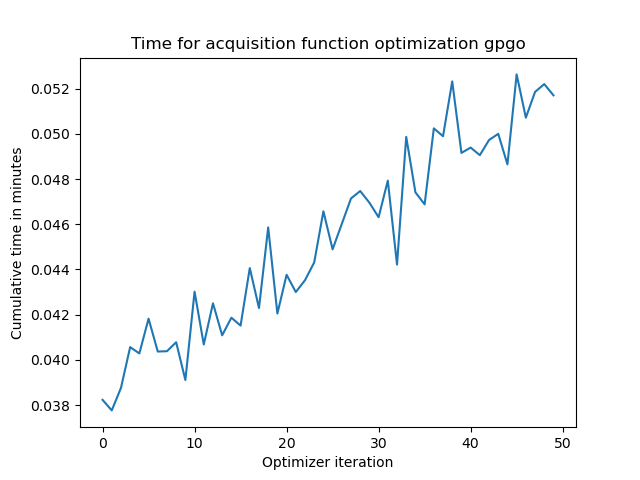 Time for acquisition function optimization gpgo
0.052
0.050
0.048
0.046
0.044
0.042
0.040
0.038
Cumulative time in minutes
0 10 20 30 40 50
Optimizer iteration